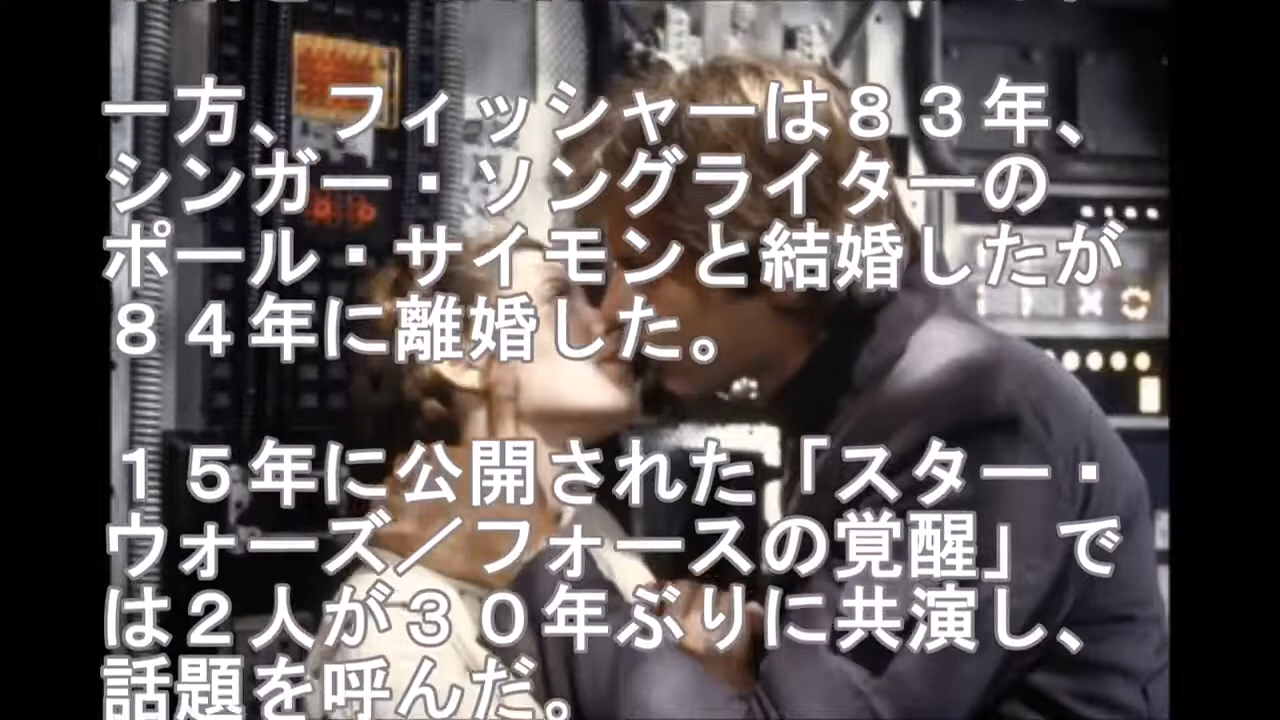 一方、フィッシャーは８３年、
シンガー・ソングライターの
ポール・サイモンと結婚したが
８４年に離婚した。
１５年に公開された「スター・
ウォーズ／フォースの覚醒」で
は２人が３０年ぶりに共演し、
話題を呼んだ。